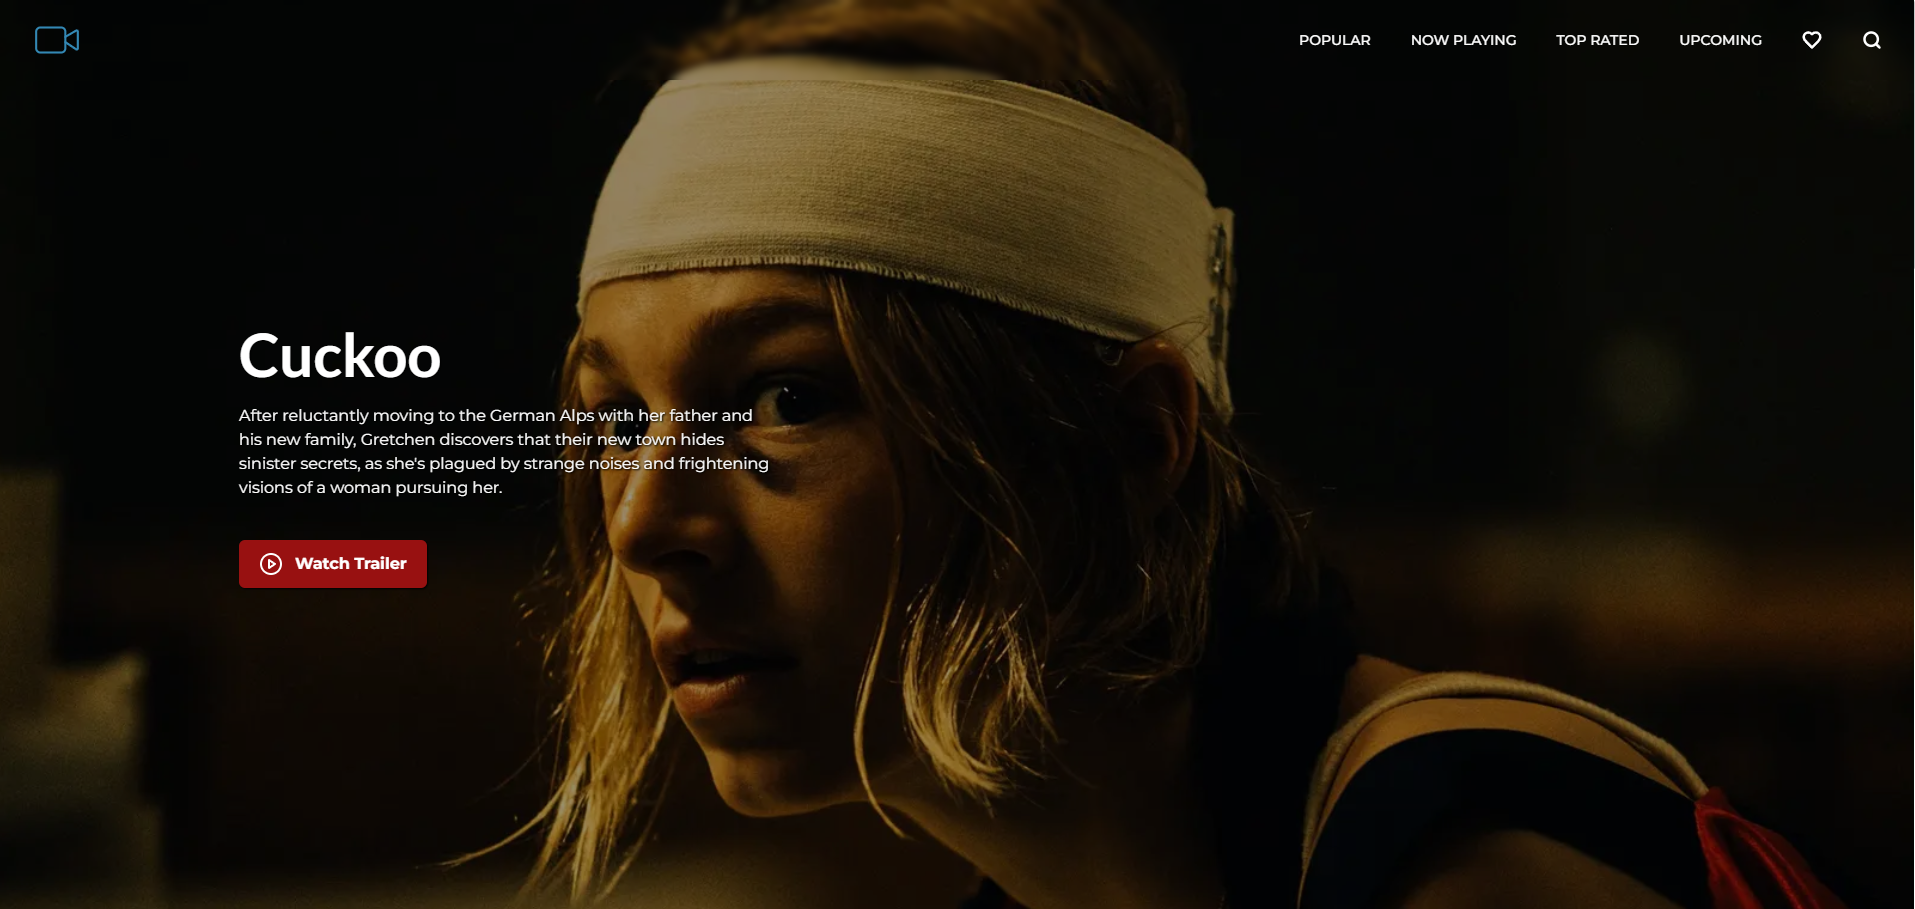 POPULAR
NOW PLAYING
TOP RATED
UPCOMING
Cuckoo
After reluctantly moving to the German Alps with her father and
his new family, Gretchen discovers that their new town hides
sinister secrets, as she's plagued by strange noises and frightening
visions of a woman pursuing her.
Watch Trailer